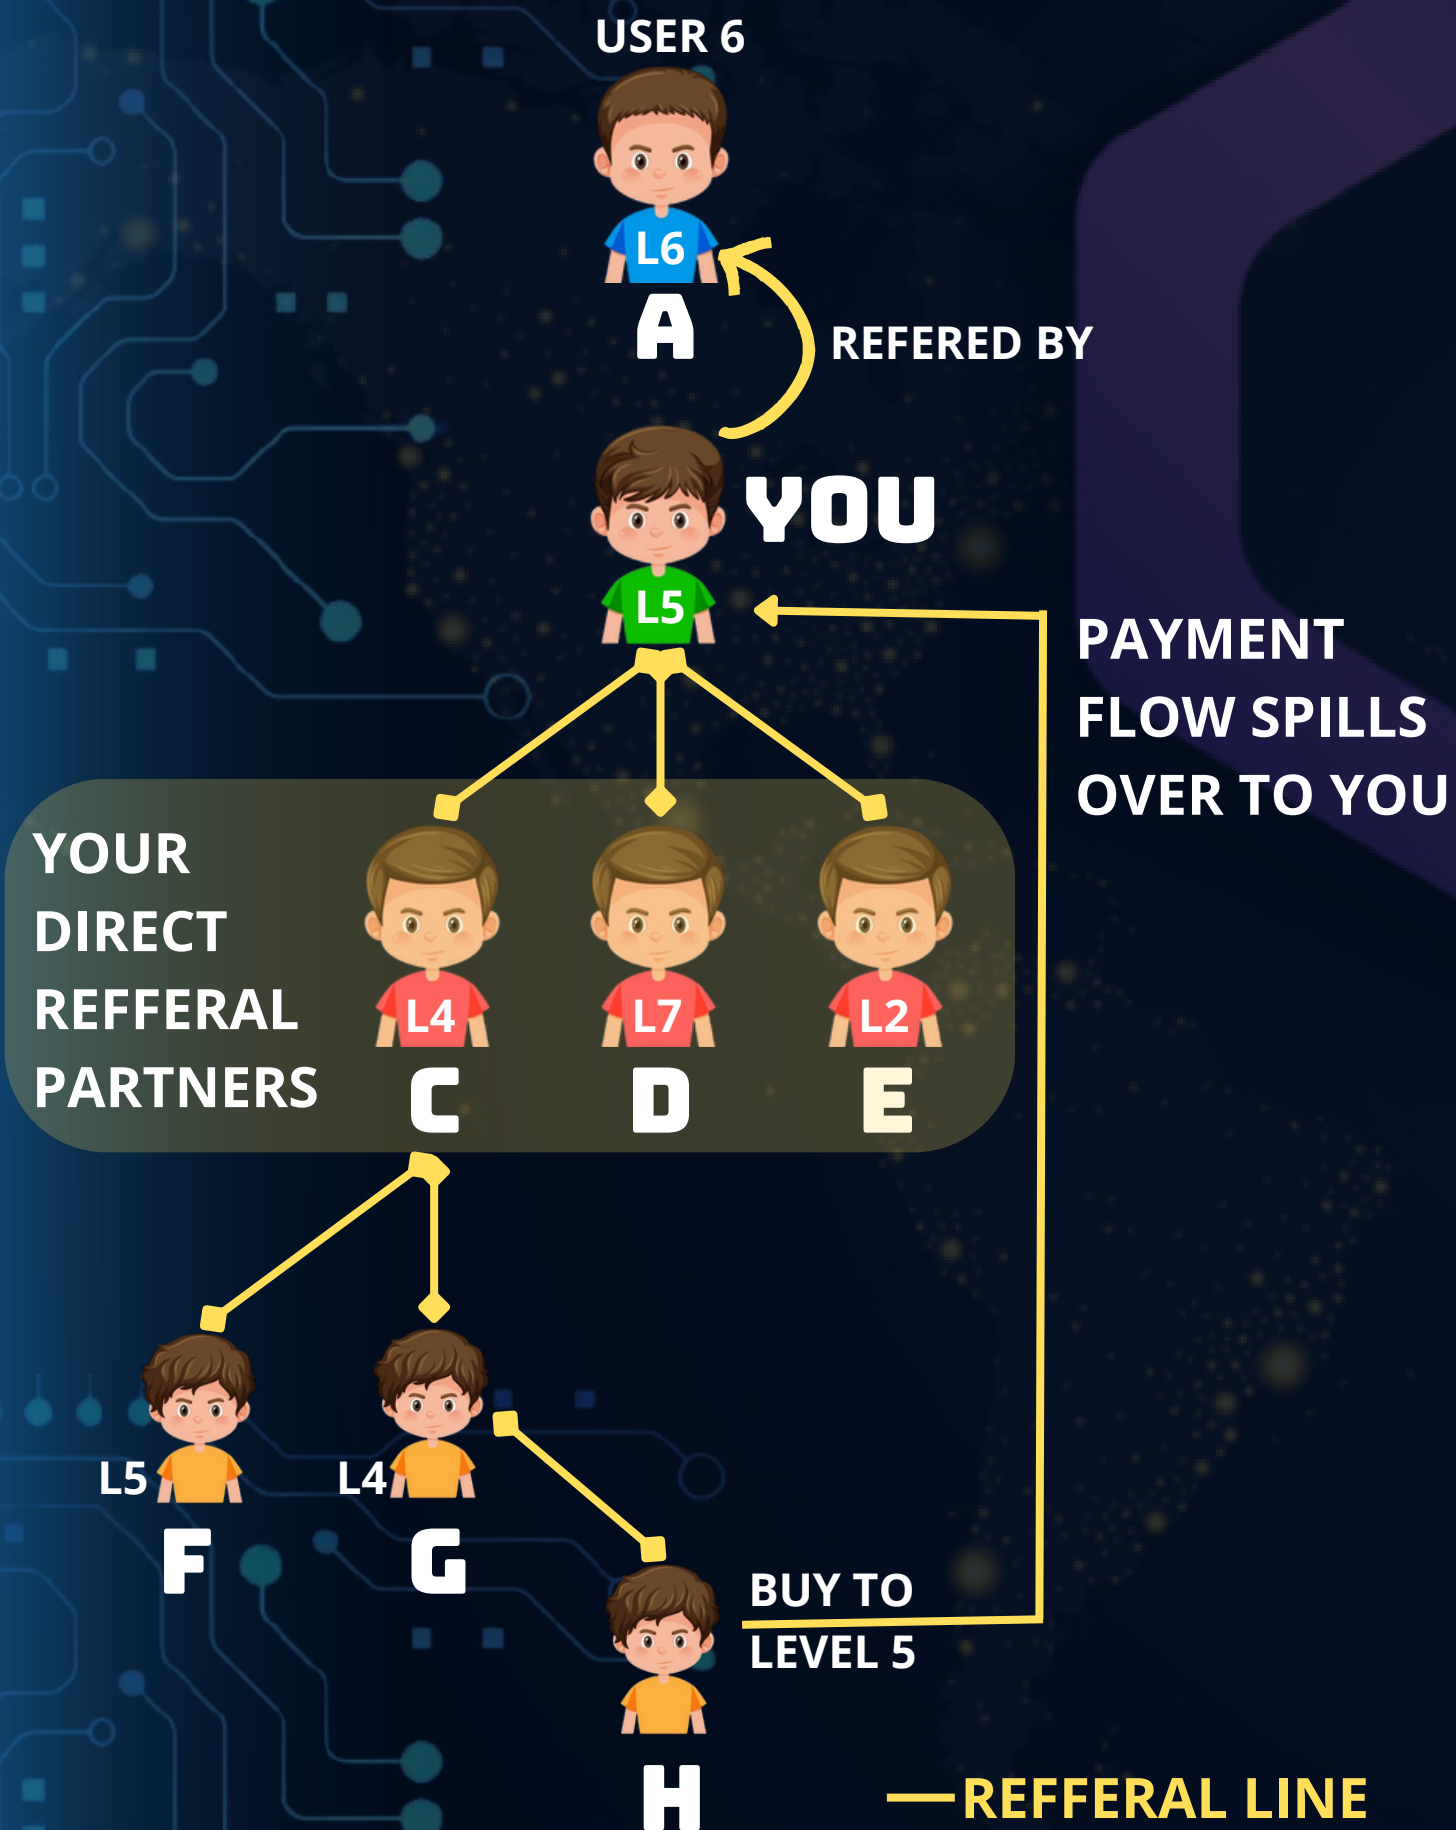 USER 6
L6
A
REFERED BY
YOU
L5
PAYMENT
FLOW SPILLS
OVER TO YOU
YOUR
DIRECT
REFFERAL
PARTNERS
L4
L7
L2
C
D
E
L5
L4
F
G
BUY TO
LEVEL 5
H
REFFERAL LINE